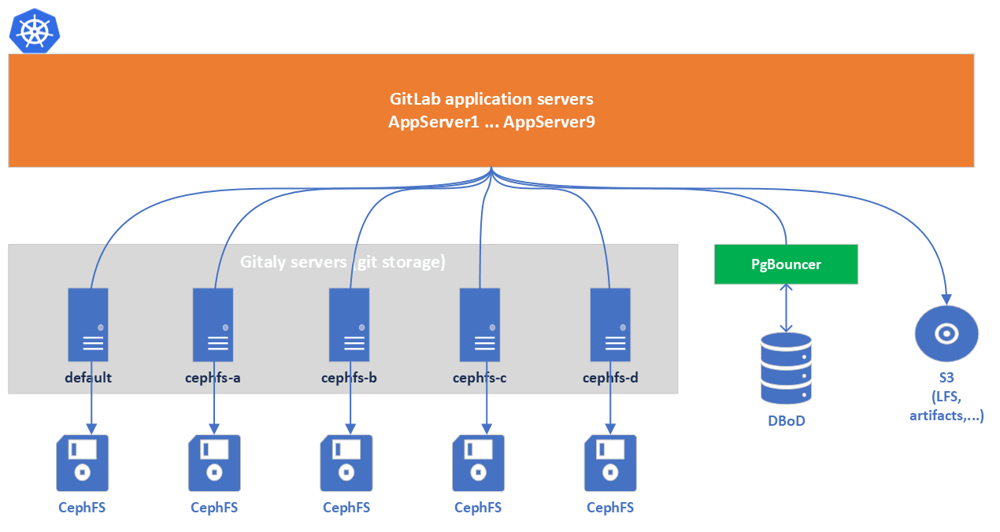 GitLab application servers
AppServer1 ... AppServer9
Gitaly servers (git storage)
PgBouncer
default
cephfs-a
cephfs-b
cephfs-c
cephfs-d
DBoD
S3
(LFS,
artifacts,...)
CephFS
CephFS
CephFS
CephFS
CephFS